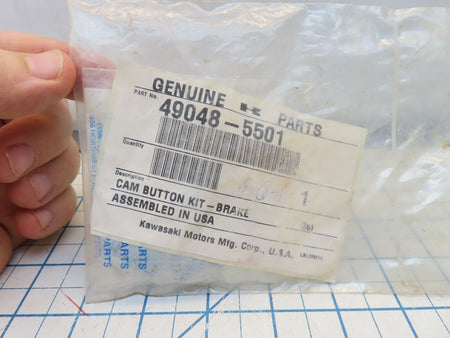 GENUINE PARTS
PART No.
49048-5501
Quantity
1
Description
CAM BUTTON KIT-BRAKE
ASSEMBLED IN USA
Kawasaki Motors Mfg. Corp., U.S.A.